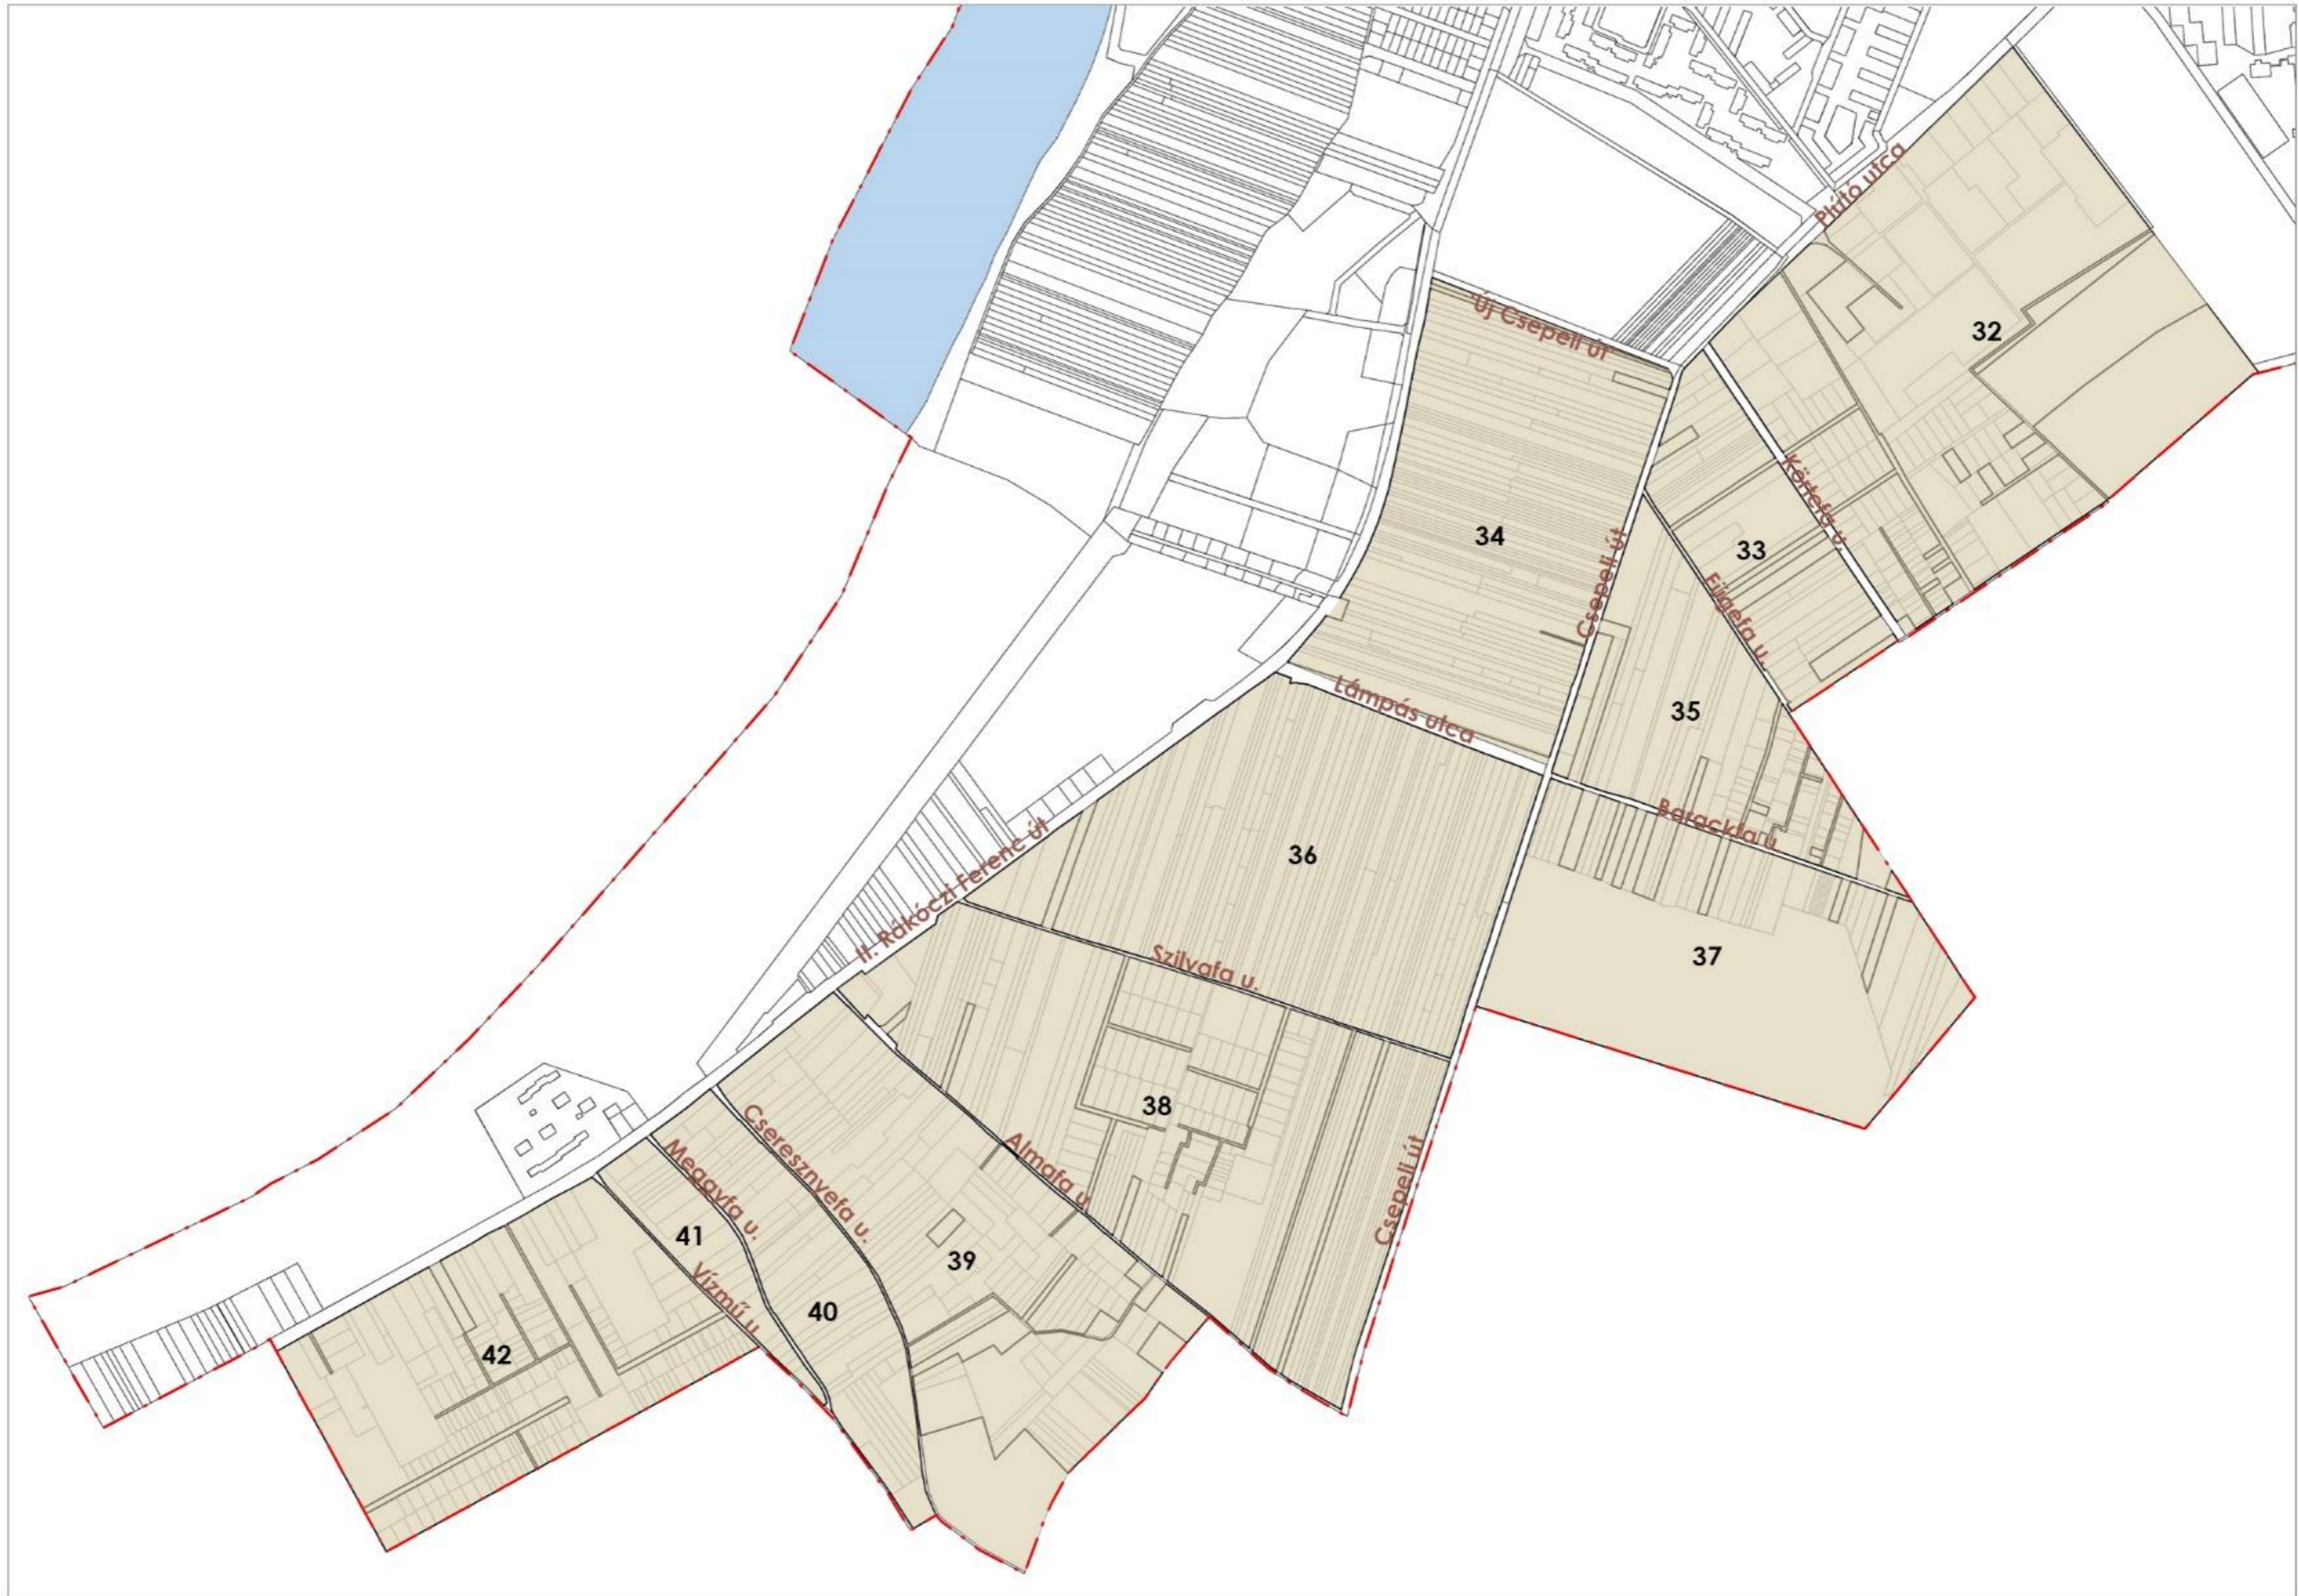 Plútó utca
'Új Csepeli út'
32
Körtefa u.
34
33
Csepeli út
Fügefa u.
35
Lámpás utca
Barackfa u.
36
II. Rákóczi Ferenc út
37
Szilvafa u.
38
Cseresznyefa u.
Meggyfa u.
Almafa u.
Csepeli út
41
39
Vízmű u.
40
42